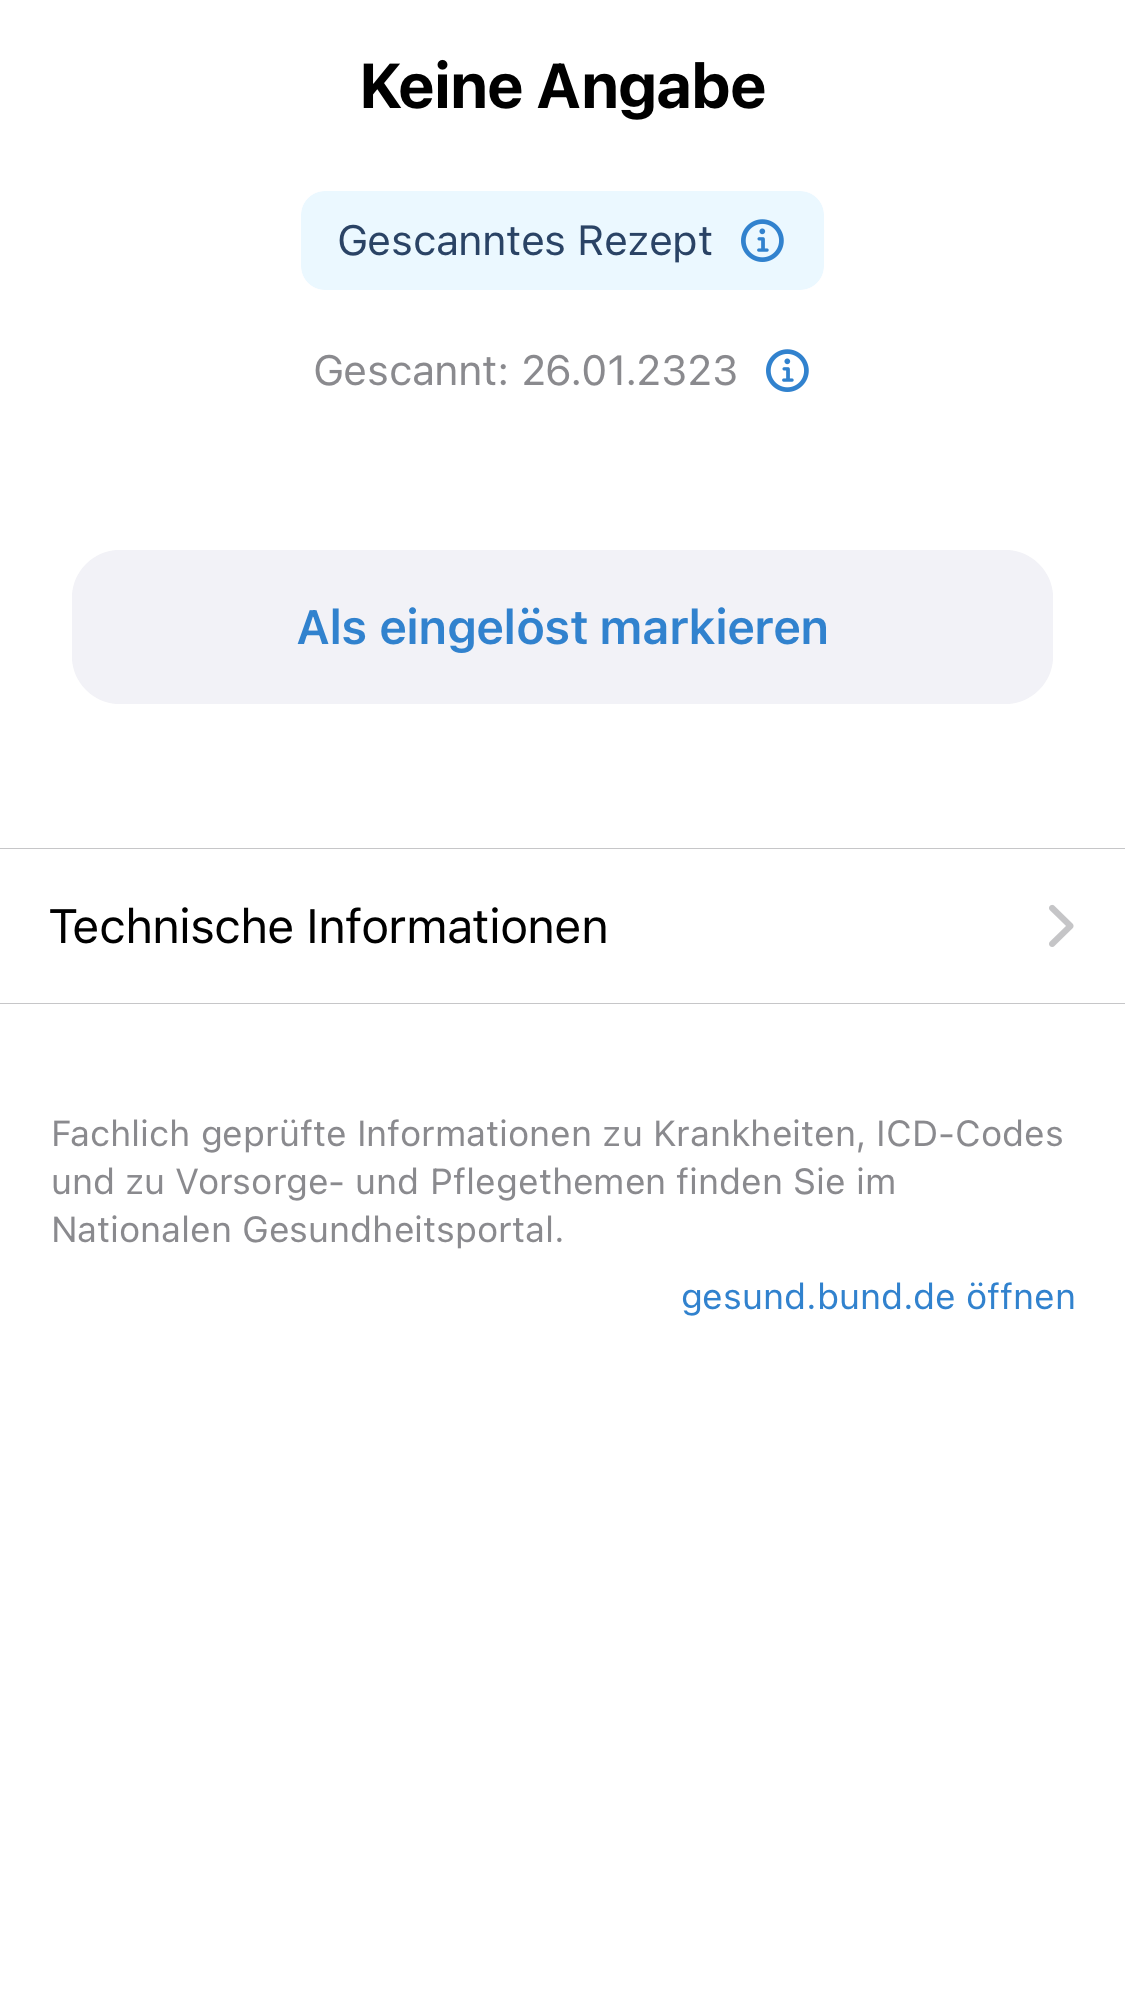 Keine Angabe
Gescanntes Rezept
Gescannt: 26.01.2323
Als eingelöst markieren
Technische Informationen
Fachlich geprüfte Informationen zu Krankheiten, ICD-Codes
und zu Vorsorge- und Pflegethemen finden Sie im
Nationalen Gesundheitsportal.
gesund.bund.de öffnen